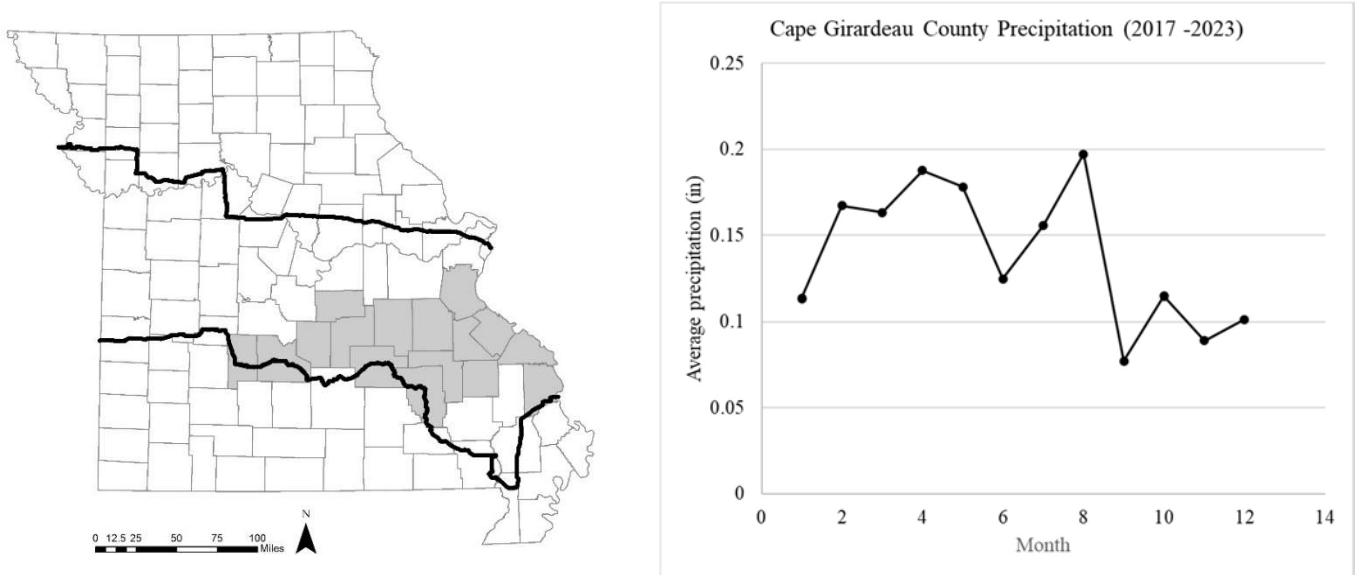 N
0 12.5 25 50 75 100
Miles
Cape Girardeau County Precipitation (2017 -2023)
0.25
0.2
0.15
0.1
0.05
0
Average precipitation (in)
0 2 4 6 8 10 12 14
Month